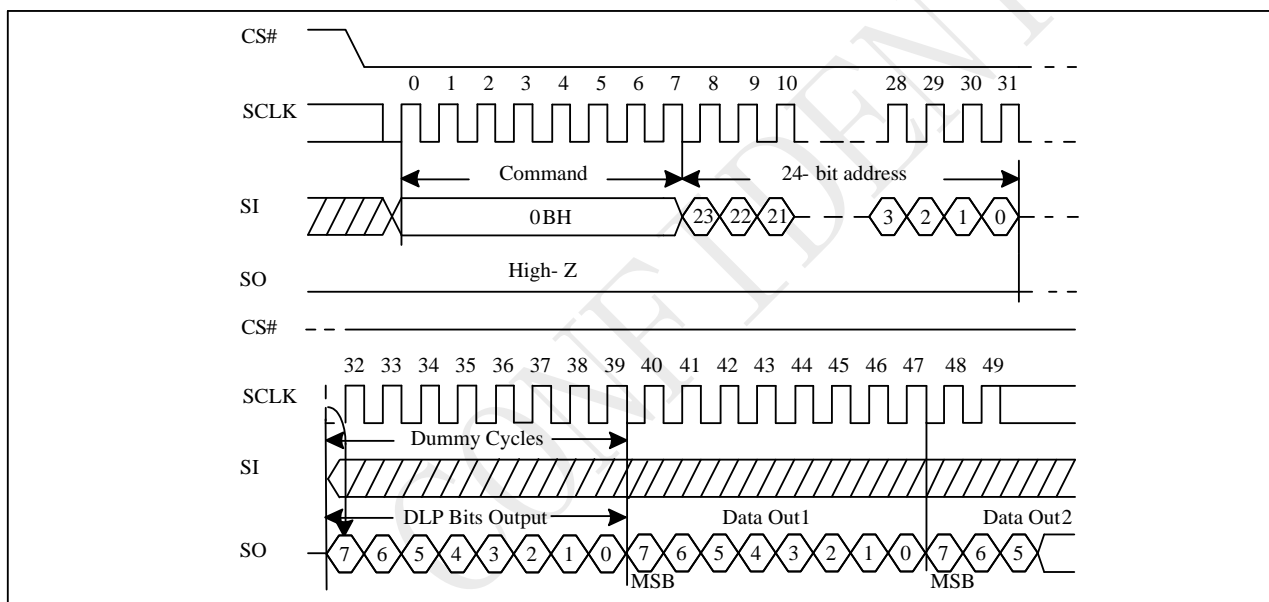 CS#
0 1 2 3 4 5 6 7 8 9 10 28 29 30 31
SCLK
Command 24- bit address
SI 0BH 23 22 21 3 2 1 0
High- Z
SO
CS#
32 33 34 35 36 37 38 39 40 41 42 43 44 45 46 47 48 49
SCLK
Dummy Cycles
SI
DLP Bits Output Data Out1 Data Out2
SO 7 6 5 4 3 2 1 0 7 6 5 4 3 2 1 0 7 6 5
MSB MSB
CONFIDENT